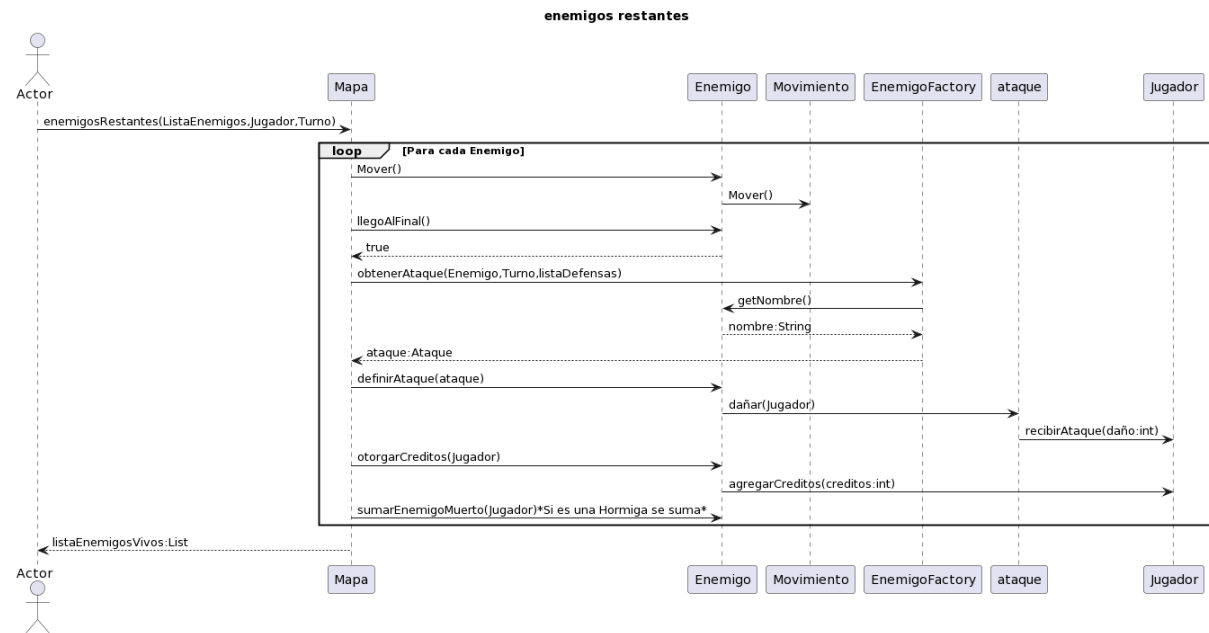 enemigos restantes
Actor
Mapa
Enemigo
Movimiento
EnemigoFactory
ataque
Jugador
enemigosRestantes(ListaEnemigos,Jugador,Turno)
loop
[Para cada Enemigo]
Mover()
Mover()
llegoAlFinal()
true
obtenerAtaque(Enemigo,Turno,listaDefensas)
getNombre()
nombre:String
ataque:Ataque
definirAtaque(ataque)
dañar(Jugador)
recibirAtaque(daño:int)
otorgarCreditos(Jugador)
agregarCreditos(creditos:int)
sumarEnemigoMuerto(Jugador)*Si es una Hormiga se suma*
listaEnemigosVivos:List
Actor
Mapa
Enemigo
Movimiento
EnemigoFactory
ataque
Jugador